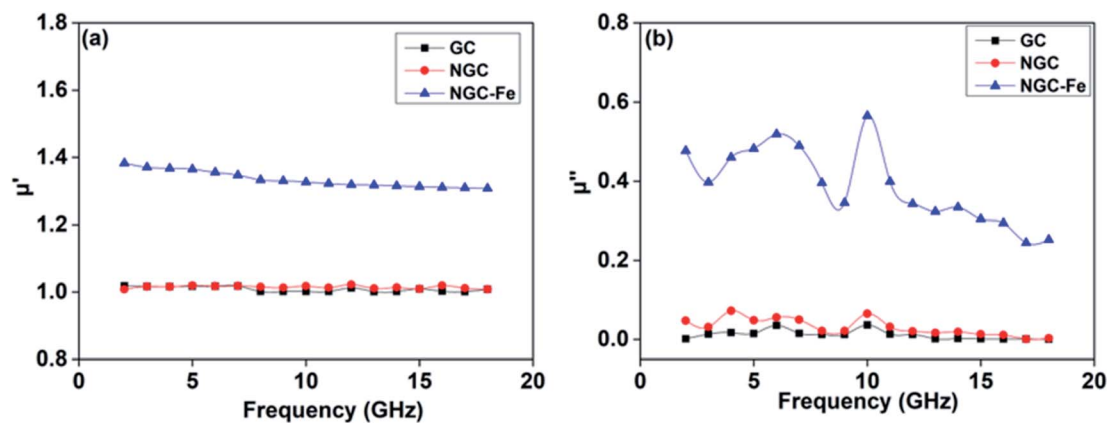 (a)
GC
NGC
NGC-Fe
1.8
1.6
1.4
1.2
1.0
0.8
μ'
0 5 10 15 20
Frequency (GHz)
(b)
GC
NGC
NGC-Fe
0.8
0.6
0.4
0.2
0.0
μ"
0 5 10 15 20
Frequency (GHz)